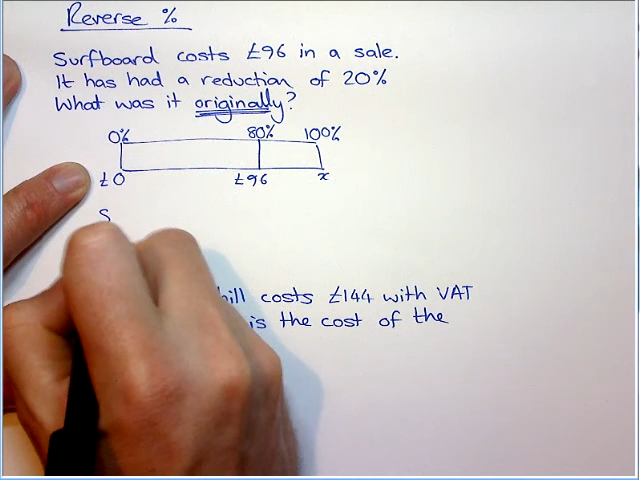 Reverse %
Surfboard costs £96 in a sale.
It has had a reduction of 20%
What was it originally?
0% 80% 100%
£0 £96 x
S
bill costs £144 with VAT
is the cost of the